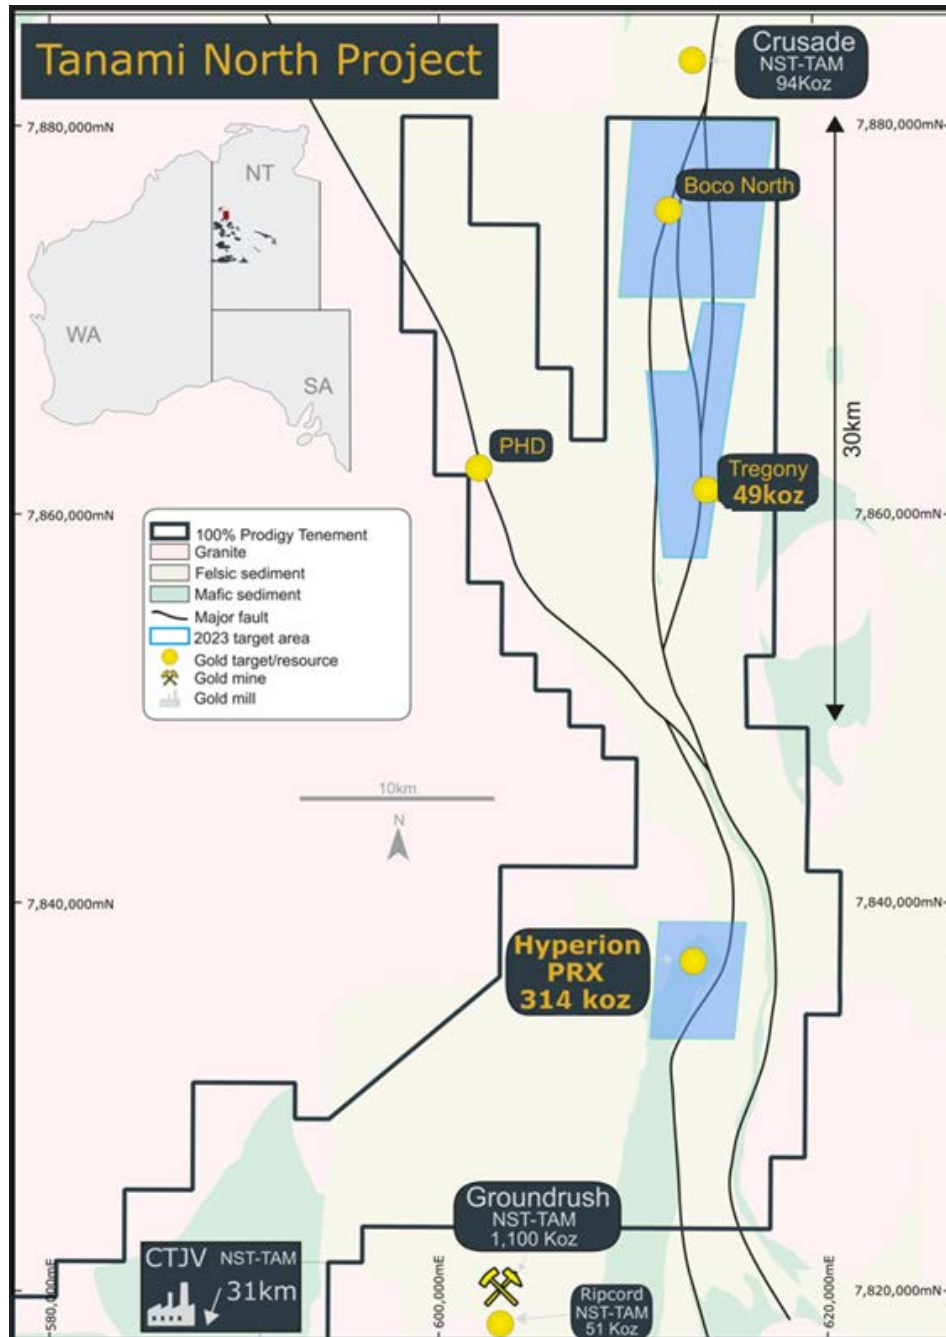 Tanami North Project
Crusade
NST-TAM
94Koz
7,880,000mN
7,880,000mN
NT
WA
SA
Boco North
30km
PHD
Tregony
49koz
7,860,000mN
7,860,000mN
100% Prodigy Tenement
Granite
Felsic sediment
Mafic sediment
Major fault
2023 target area
Gold target/resource
Gold mine
Gold mill
10km
N
7,840,000mN
7,840,000mN
Hyperion
PRX
314 koz
Groundrush
NST-TAM
1,100 Koz
CTJV NST-TAM
31km
Ripcord
NST-TAM
51 Koz
580,000mE
600,000mE
620,000mE
7,820,000mN